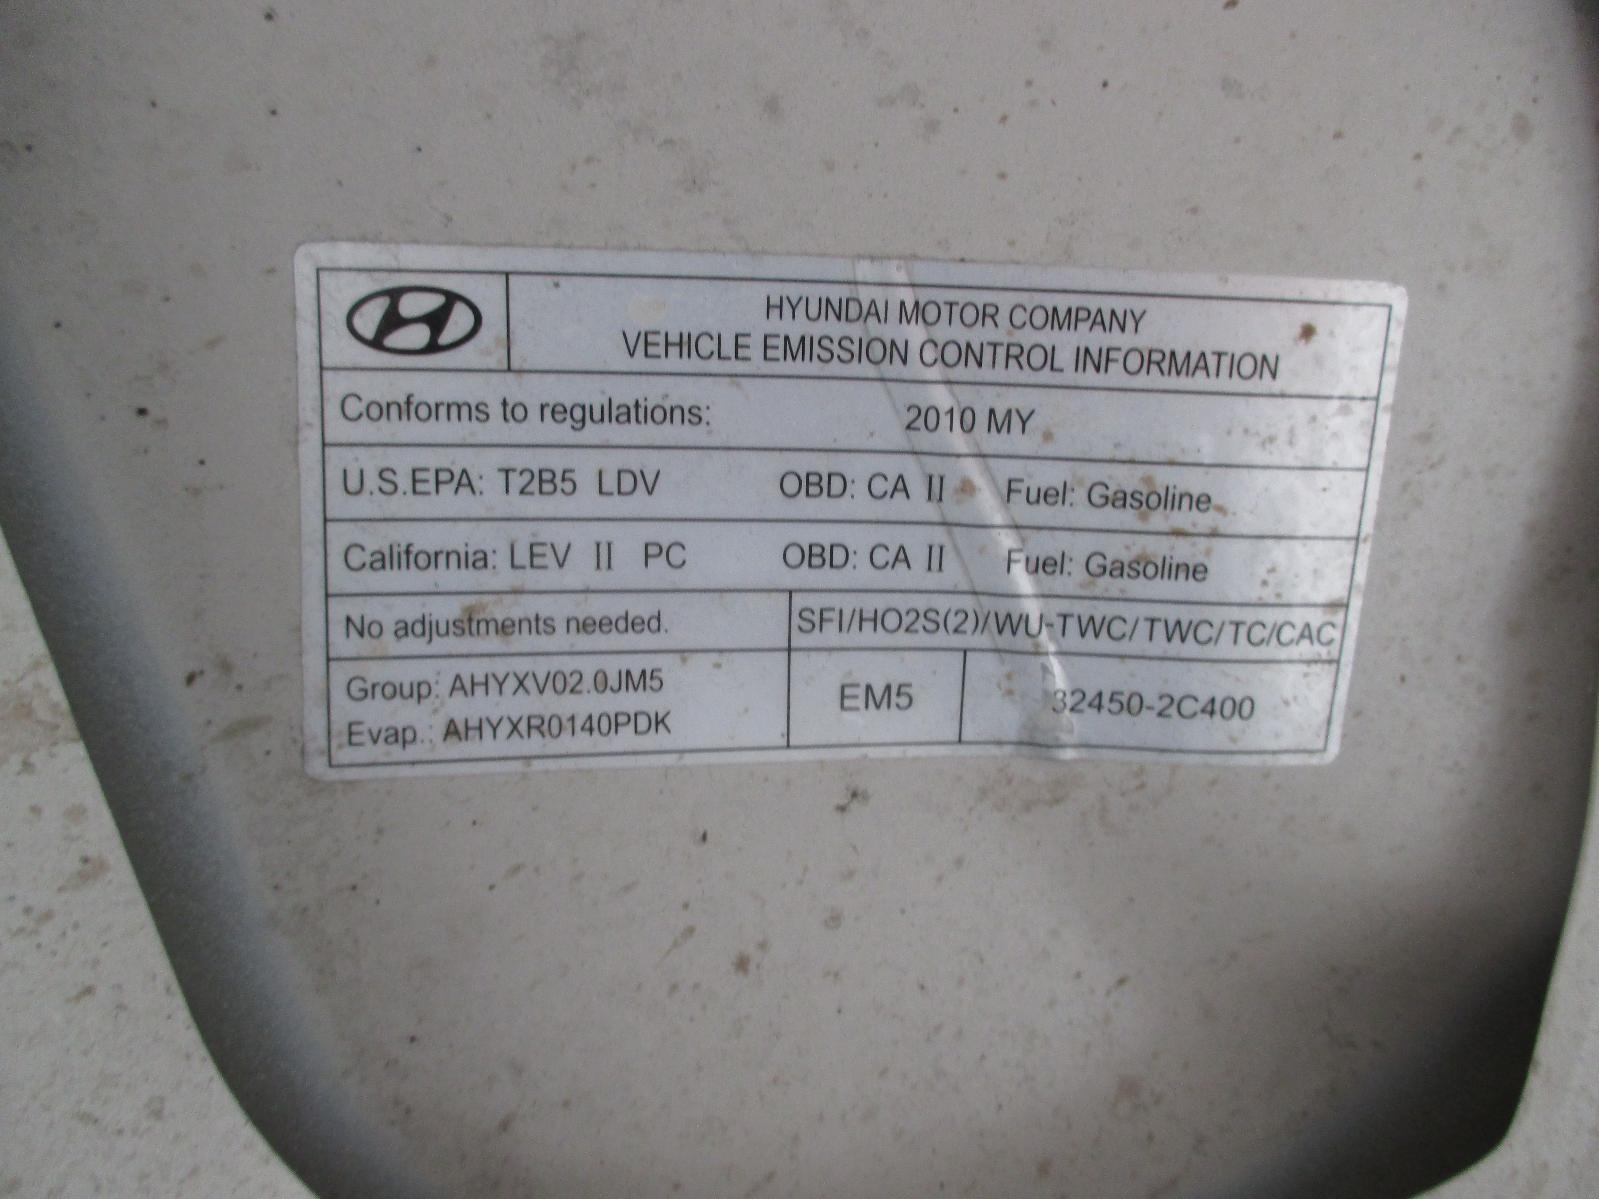 HYUNDAI MOTOR COMPANY
VEHICLE EMISSION CONTROL INFORMATION
Conforms to regulations: 2010 MY
U.S.EPA: T2B5 LDV OBD: CA II Fuel: Gasoline
California: LEV II PC OBD: CA II Fuel: Gasoline
No adjustments needed. SFI/HO2S(2)/WU-TWC/TWC/TC/CAC
Group: AHYXV02.0JM5
Evap.: AHYXR0140PDK
EM5 32450-2C400